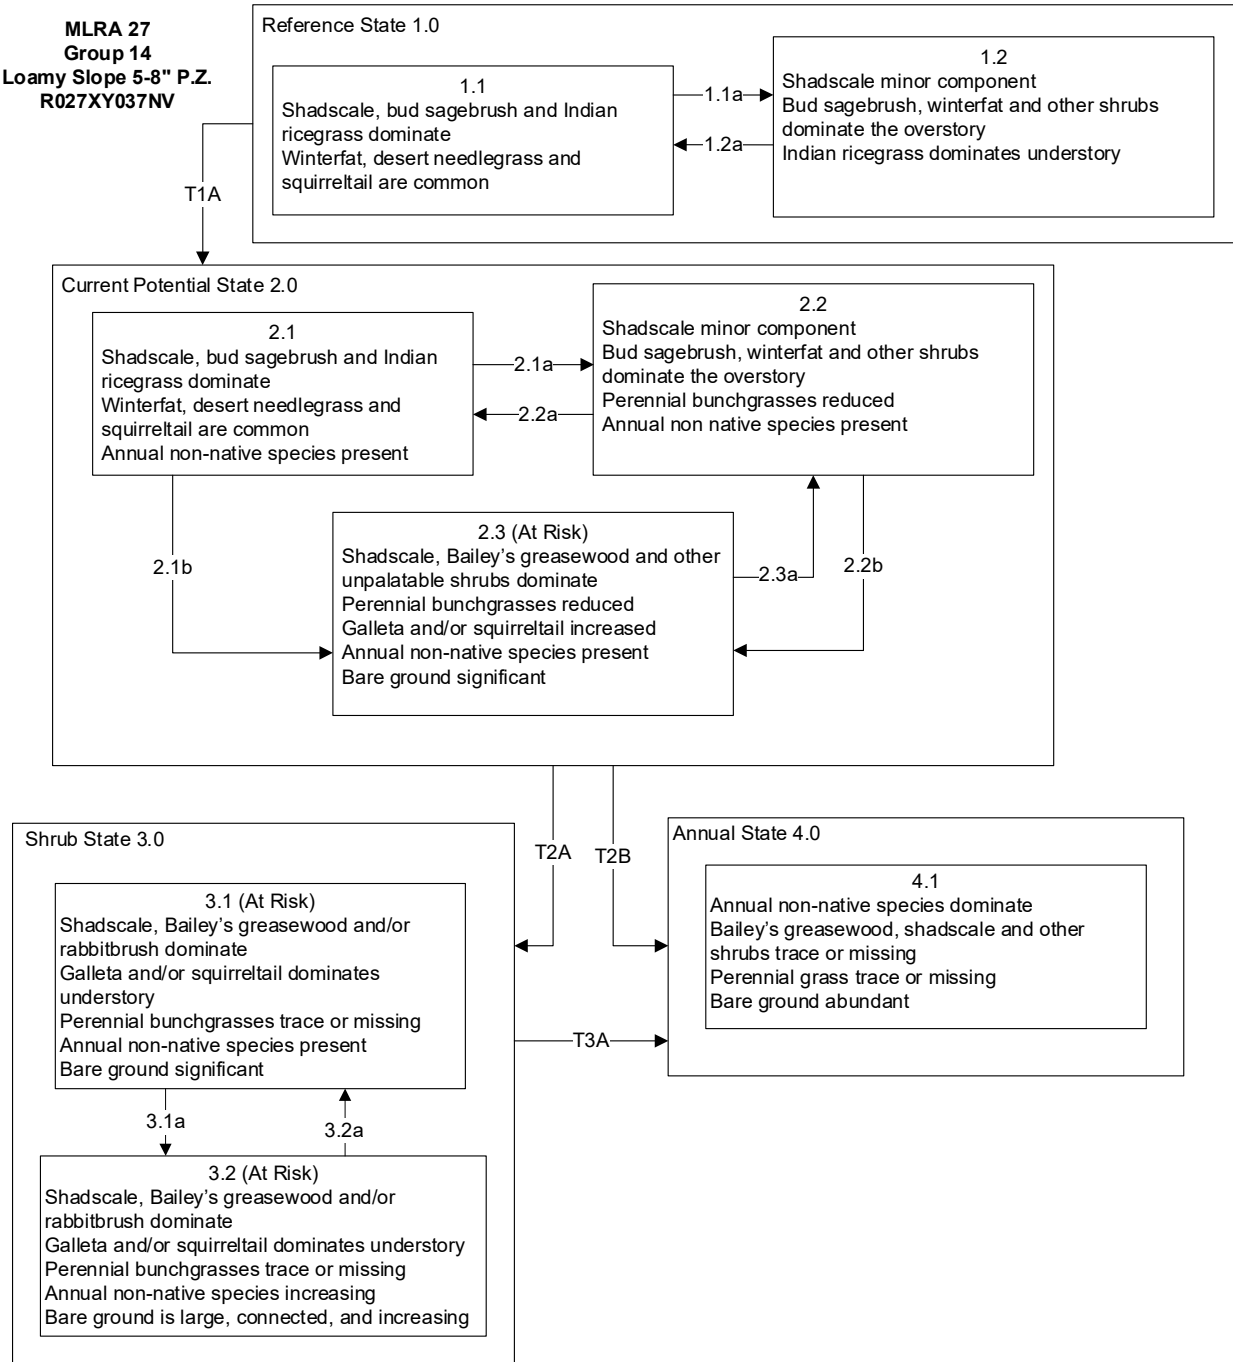 MLRA 27
Group 14
Loamy Slope 5-8" P.Z.
R027XY037NV
Reference State 1.0
1.1
Shadscale, bud sagebrush and Indian
ricegrass dominate
Winterfat, desert needlegrass and
squirreltail are common
1.1a
1.2a
1.2
Shadscale minor component
Bud sagebrush, winterfat and other shrubs
dominate the overstory
Indian ricegrass dominates understory
T1A
Current Potential State 2.0
2.1
Shadscale, bud sagebrush and Indian
ricegrass dominate
Winterfat, desert needlegrass and
squirreltail are common
Annual non-native species present
2.1a
2.2a
2.2
Shadscale minor component
Bud sagebrush, winterfat and other shrubs
dominate the overstory
Perennial bunchgrasses reduced
Annual non native species present
2.1b
2.3 (At Risk)
Shadscale, Bailey’s greasewood and other
unpalatable shrubs dominate
Perennial bunchgrasses reduced
Galleta and/or squirreltail increased
Annual non-native species present
Bare ground significant
2.3a
2.2b
T2A
T2B
Shrub State 3.0
3.1 (At Risk)
Shadscale, Bailey’s greasewood and/or
rabbitbrush dominate
Galleta and/or squirreltail dominates
understory
Perennial bunchgrasses trace or missing
Annual non-native species present
Bare ground significant
3.1a
3.2a
3.2 (At Risk)
Shadscale, Bailey’s greasewood and/or
rabbitbrush dominate
Galleta and/or squirreltail dominates understory
Perennial bunchgrasses trace or missing
Annual non-native species increasing
Bare ground is large, connected, and increasing
T3A
Annual State 4.0
4.1
Annual non-native species dominate
Bailey’s greasewood, shadscale and other
shrubs trace or missing
Perennial grass trace or missing
Bare ground abundant